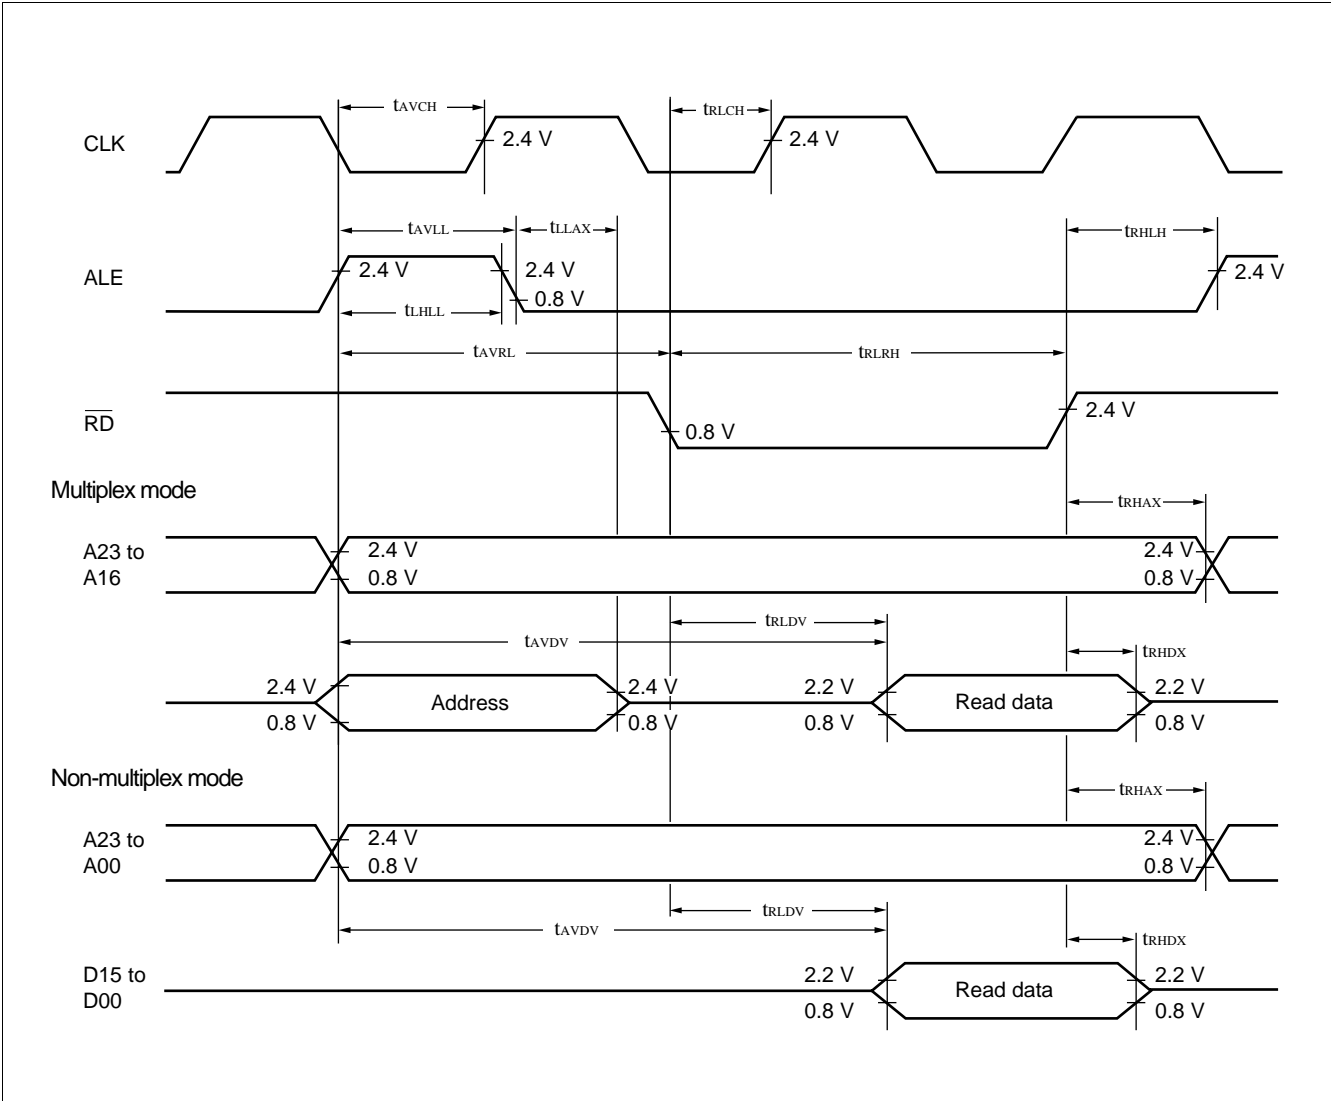 tAVCH
tRLCH
CLK
2.4 V
2.4 V
tAVLL
tLLAX
tRHLH
ALE
2.4 V
2.4 V
2.4 V
0.8 V
tLHLL
tAVRL
tRLRH
RD
2.4 V
0.8 V
Multiplex mode
tRHAX
A23 to
A16
2.4 V
0.8 V
2.4 V
0.8 V
tRLDV
tAVDV
tRHDX
2.4 V
0.8 V
Address
2.4 V
0.8 V
2.2 V
0.8 V
Read data
2.2 V
0.8 V
Non-multiplex mode
tRHAX
A23 to
A00
2.4 V
0.8 V
2.4 V
0.8 V
tRLDV
tAVDV
tRHDX
D15 to
D00
2.2 V
0.8 V
Read data
2.2 V
0.8 V